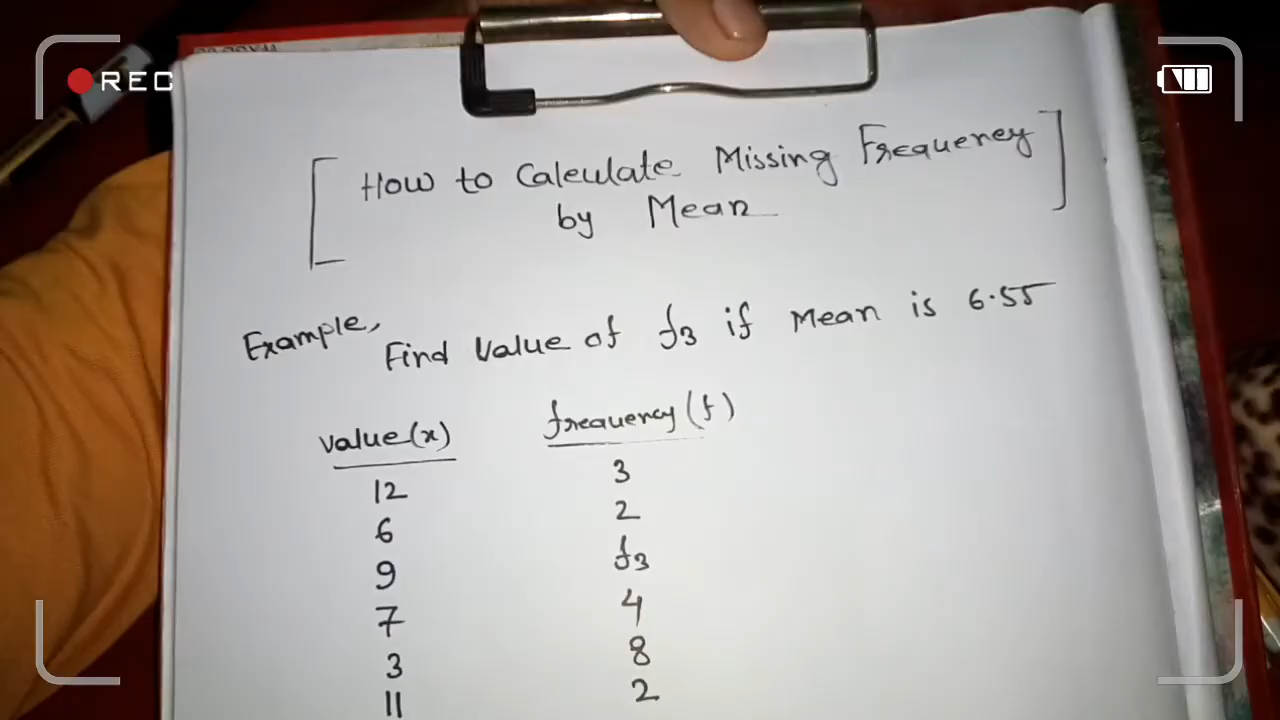 REC
How to Calculate Missing Frequency
by Mean
Example,
Find Value of f3 if Mean is 6.55
Value(x) frequency(f)
12 3
6 2
9 f3
7 4
3 8
11 2